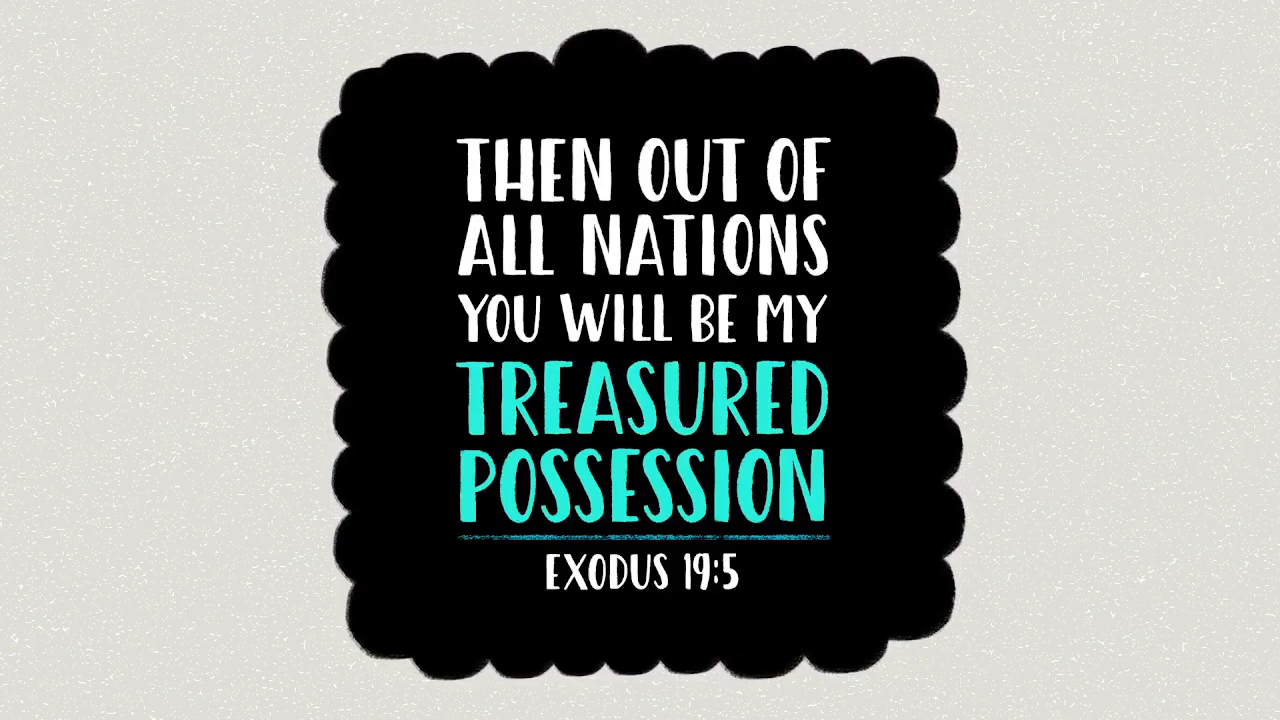 THEN OUT OF
ALL NATIONS
YOU WILL BE MY
TREASURED
POSSESSION
EXODUS 19:5